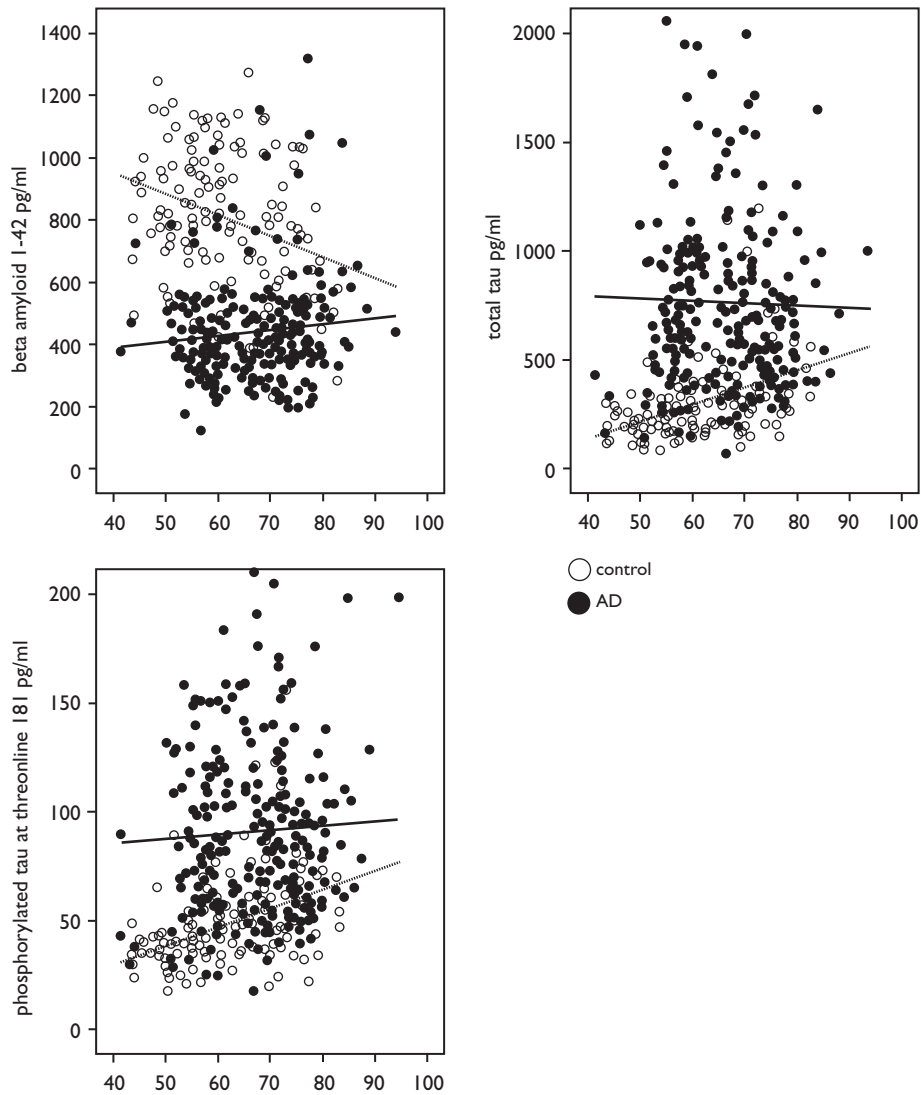 beta amyloid 1-42 pg/ml
1400
1200
1000
800
600
400
200
0
40 50 60 70 80 90 100
total tau pg/ml
2000
1500
1000
500
0
40 50 60 70 80 90 100
control
AD
phosphorylated tau at threonline 181 pg/ml
200
150
100
50
0
40 50 60 70 80 90 100